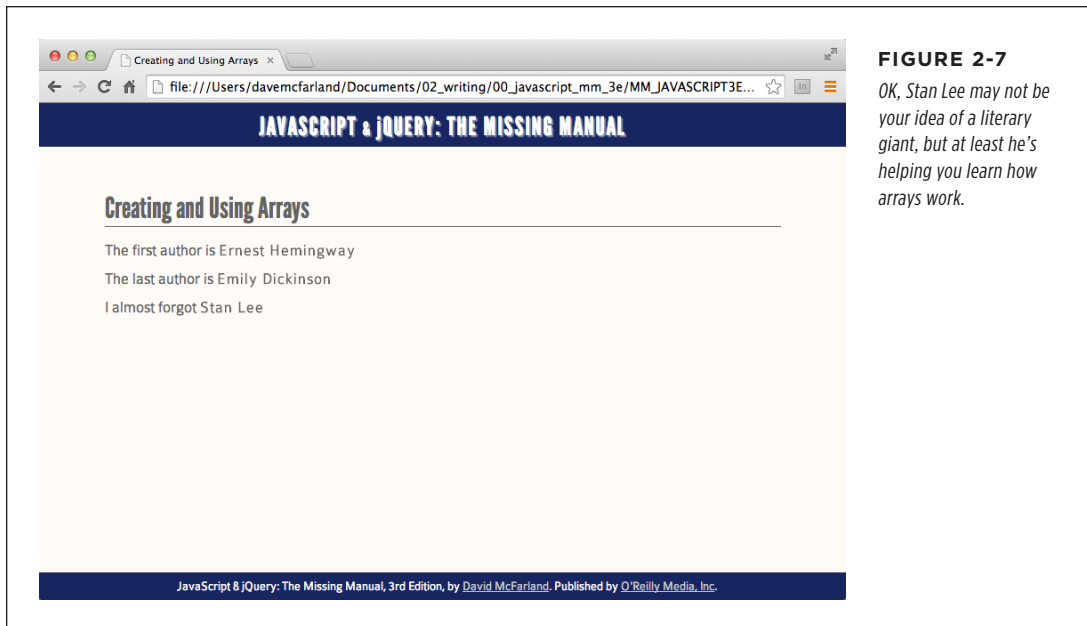 Creating and Using Arrays
file:///Users/davemcfarland/Documents/02_writing/00_javascript_mm_3e/MM_JAVASCRIPT3E...
JAVASCRIPT & jQUERY: THE MISSING MANUAL
Creating and Using Arrays
The first author is Ernest Hemingway
The last author is Emily Dickinson
I almost forgot Stan Lee
JavaScript & jQuery: The Missing Manual, 3rd Edition, by David McFarland. Published by O'Reilly Media, Inc.
FIGURE 2-7
OK, Stan Lee may not be
your idea of a literary
giant, but at least he's
helping you learn how
arrays work.